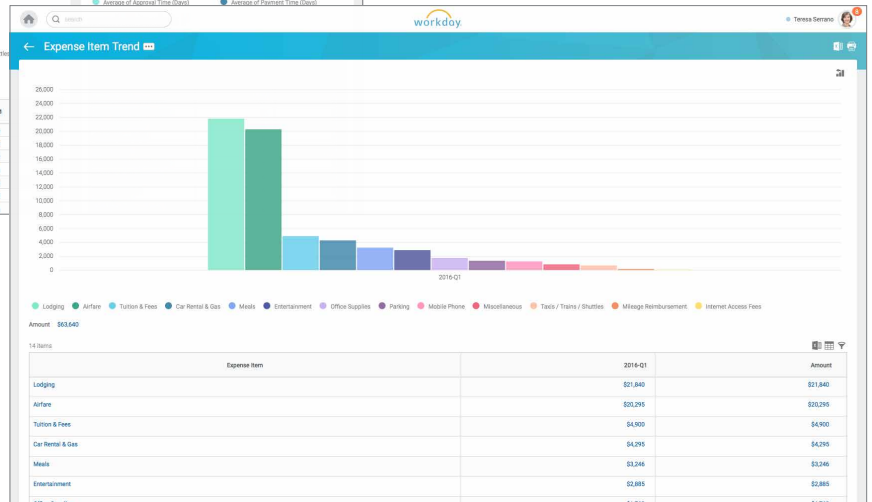 Average of Approval Time (Days) Average of Payment Time (Days)
search
workday.
Teresa Serrano
8
Expense Item Trend
26,000
24,000
22,000
20,000
18,000
16,000
14,000
12,000
10,000
8,000
6,000
4,000
2,000
0
2016-Q1
Lodging Airfare Tuition & Fees Car Rental & Gas Meals Entertainment Office Supplies Parking Mobile Phone Miscellaneous Taxis / Trains / Shuttles Mileage Reimbursement Internet Access Fees
Amount $63,640
14 items
Expense Item 2016-Q1 Amount
Lodging $21,840 $21,840
Airfare $20,295 $20,295
Tuition & Fees $4,900 $4,900
Car Rental & Gas $4,295 $4,295
Meals $3,246 $3,246
Entertainment $2,885 $2,885